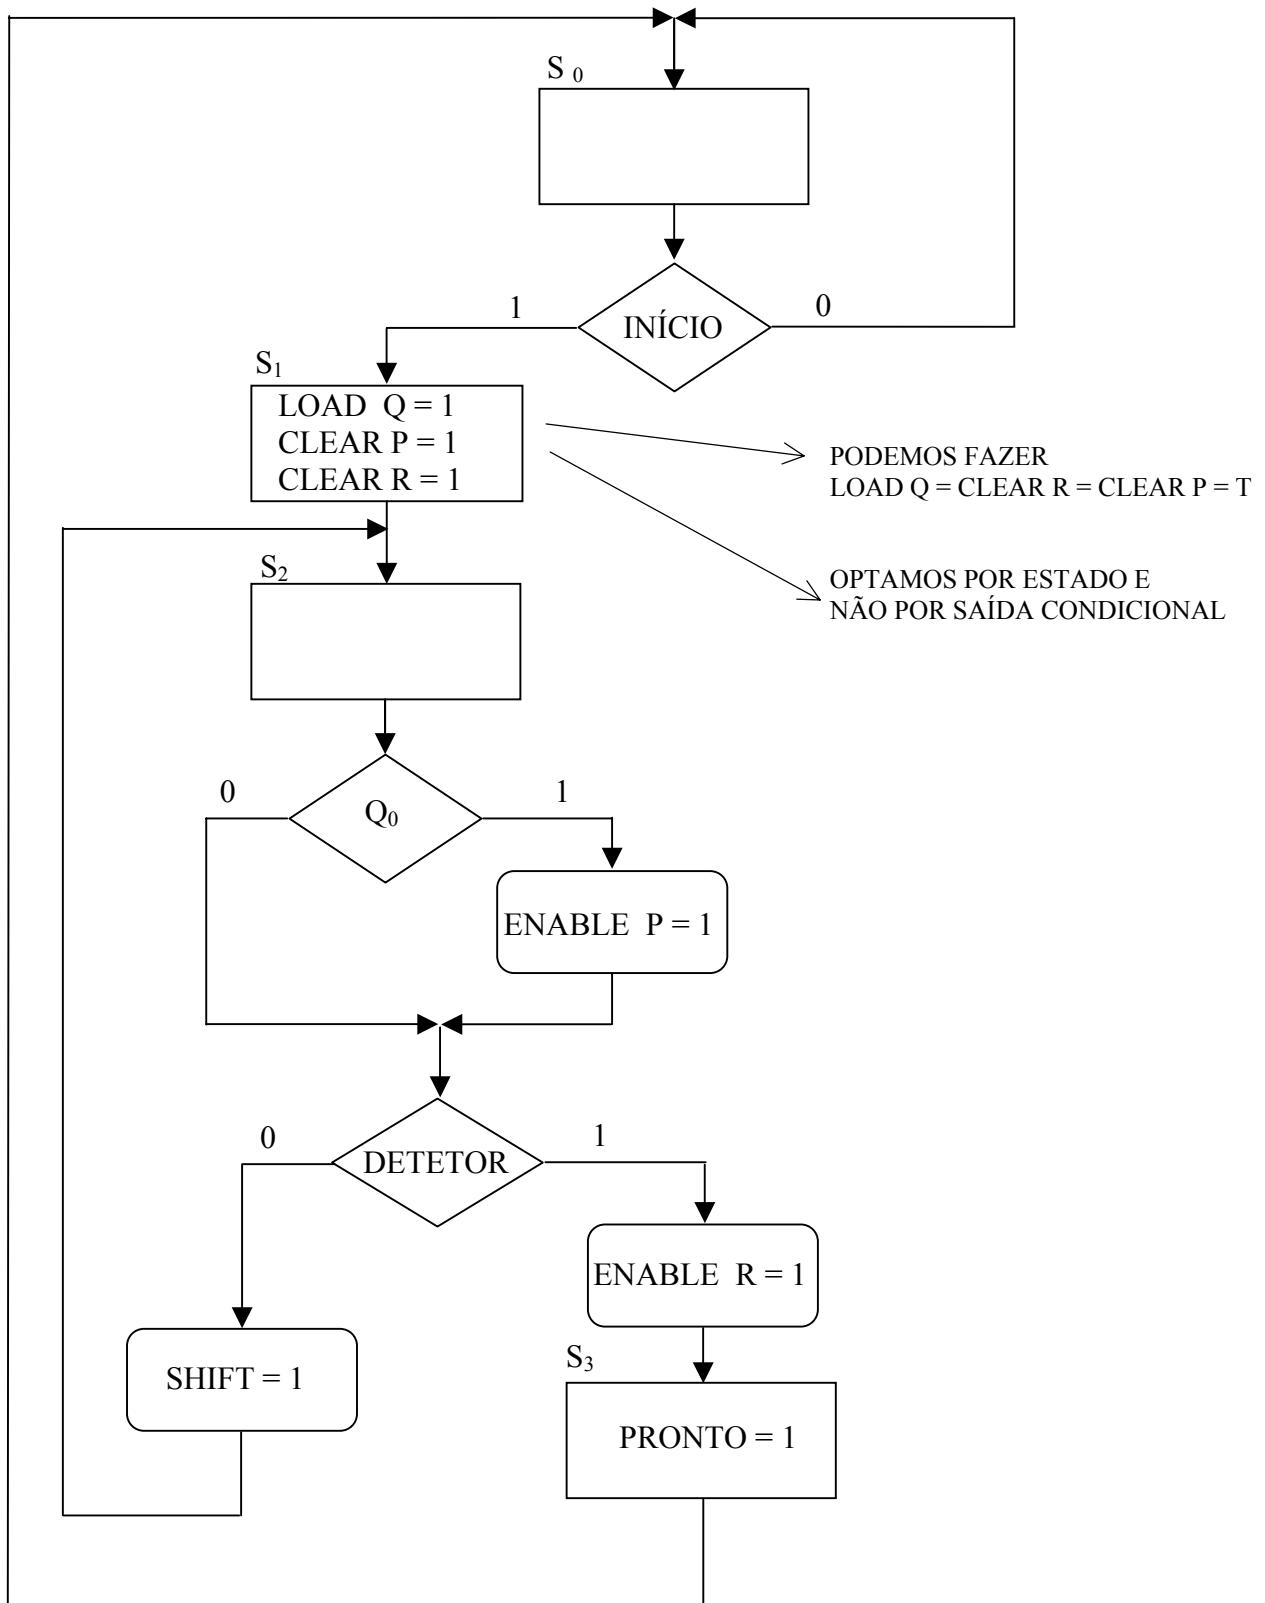 S 0
INÍCIO
1
0
S1
LOAD Q = 1
CLEAR P = 1
CLEAR R = 1
PODEMOS FAZER
LOAD Q = CLEAR R = CLEAR P = T
OPTAMOS POR ESTADO E
NÃO POR SAÍDA CONDICIONAL
S2
0
Q0
1
ENABLE P = 1
0
DETETOR
1
ENABLE R = 1
SHIFT = 1
S3
PRONTO = 1